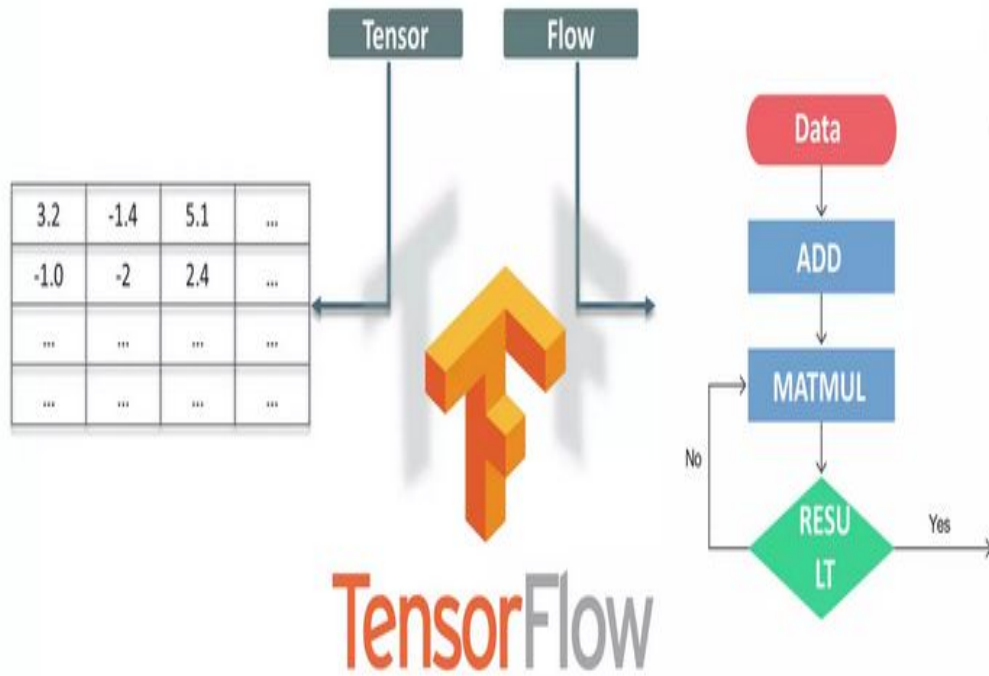 Tensor
Flow
3.2 -1.4 5.1 ...
-1.0 -2 2.4 ...
... ... ... ...
... ... ... ...
Data
ADD
MATMUL
No
RESU
LT
Yes
TensorFlow